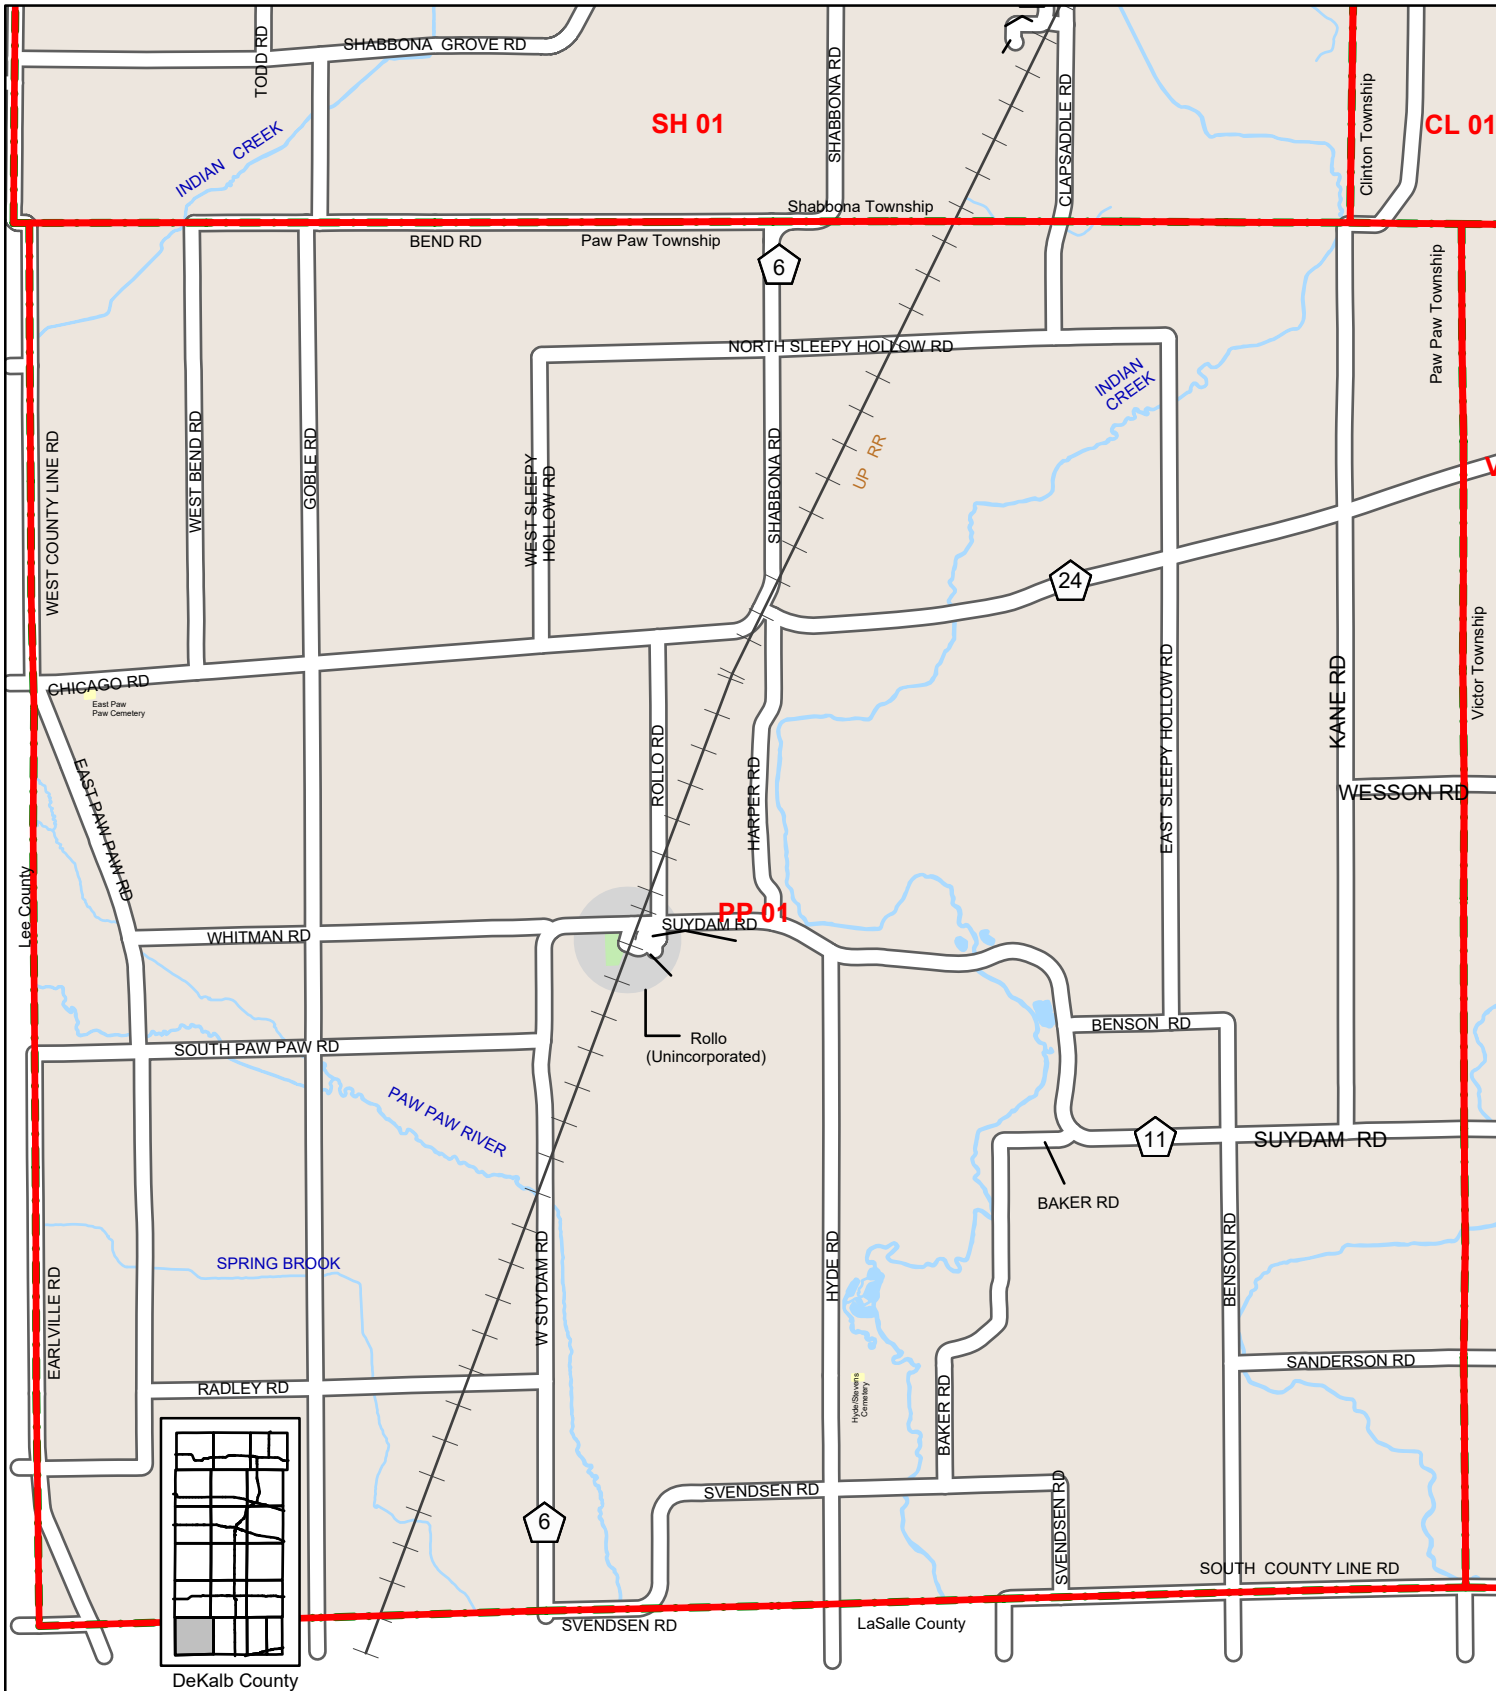 SHABBONA GROVE RD
TODD RD
SHABBONA RD
CLAPSADDLE RD
SH 01
CL 01
Clinton Township
INDIAN CREEK
Shabbona Township
BEND RD
Paw Paw Township
6
Paw Paw Township
NORTH SLEEPY HOLLOW RD
INDIAN
CREEK
WEST COUNTY LINE RD
WEST BEND RD
GOBLE RD
WEST SLEEPY
HOLLOW RD
SHABBONA RD
UP RR
V
24
CHICAGO RD
East Paw
Paw Cemetery
EAST PAW PAW RD
ROLLO RD
HARPER RD
EAST SLEEPY HOLLOW RD
KANE RD
Victor Township
WESSON RD
Lee County
PP 01
SUYDAM RD
WHITMAN RD
BENSON RD
Rollo
(Unincorporated)
SOUTH PAW PAW RD
PAW PAW RIVER
11
SUYDAM RD
BAKER RD
SPRING BROOK
W SUYDAM RD
HYDE RD
BENSON RD
EARLVILLE RD
SANDERSON RD
RADLEY RD
Hyde/Stevens
Cemetery
BAKER RD
SVENDSEN RD
SVENDSEN RD
6
SOUTH COUNTY LINE RD
SVENDSEN RD
LaSalle County
DeKalb County